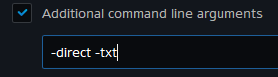 Additional command line arguments
-direct -txt